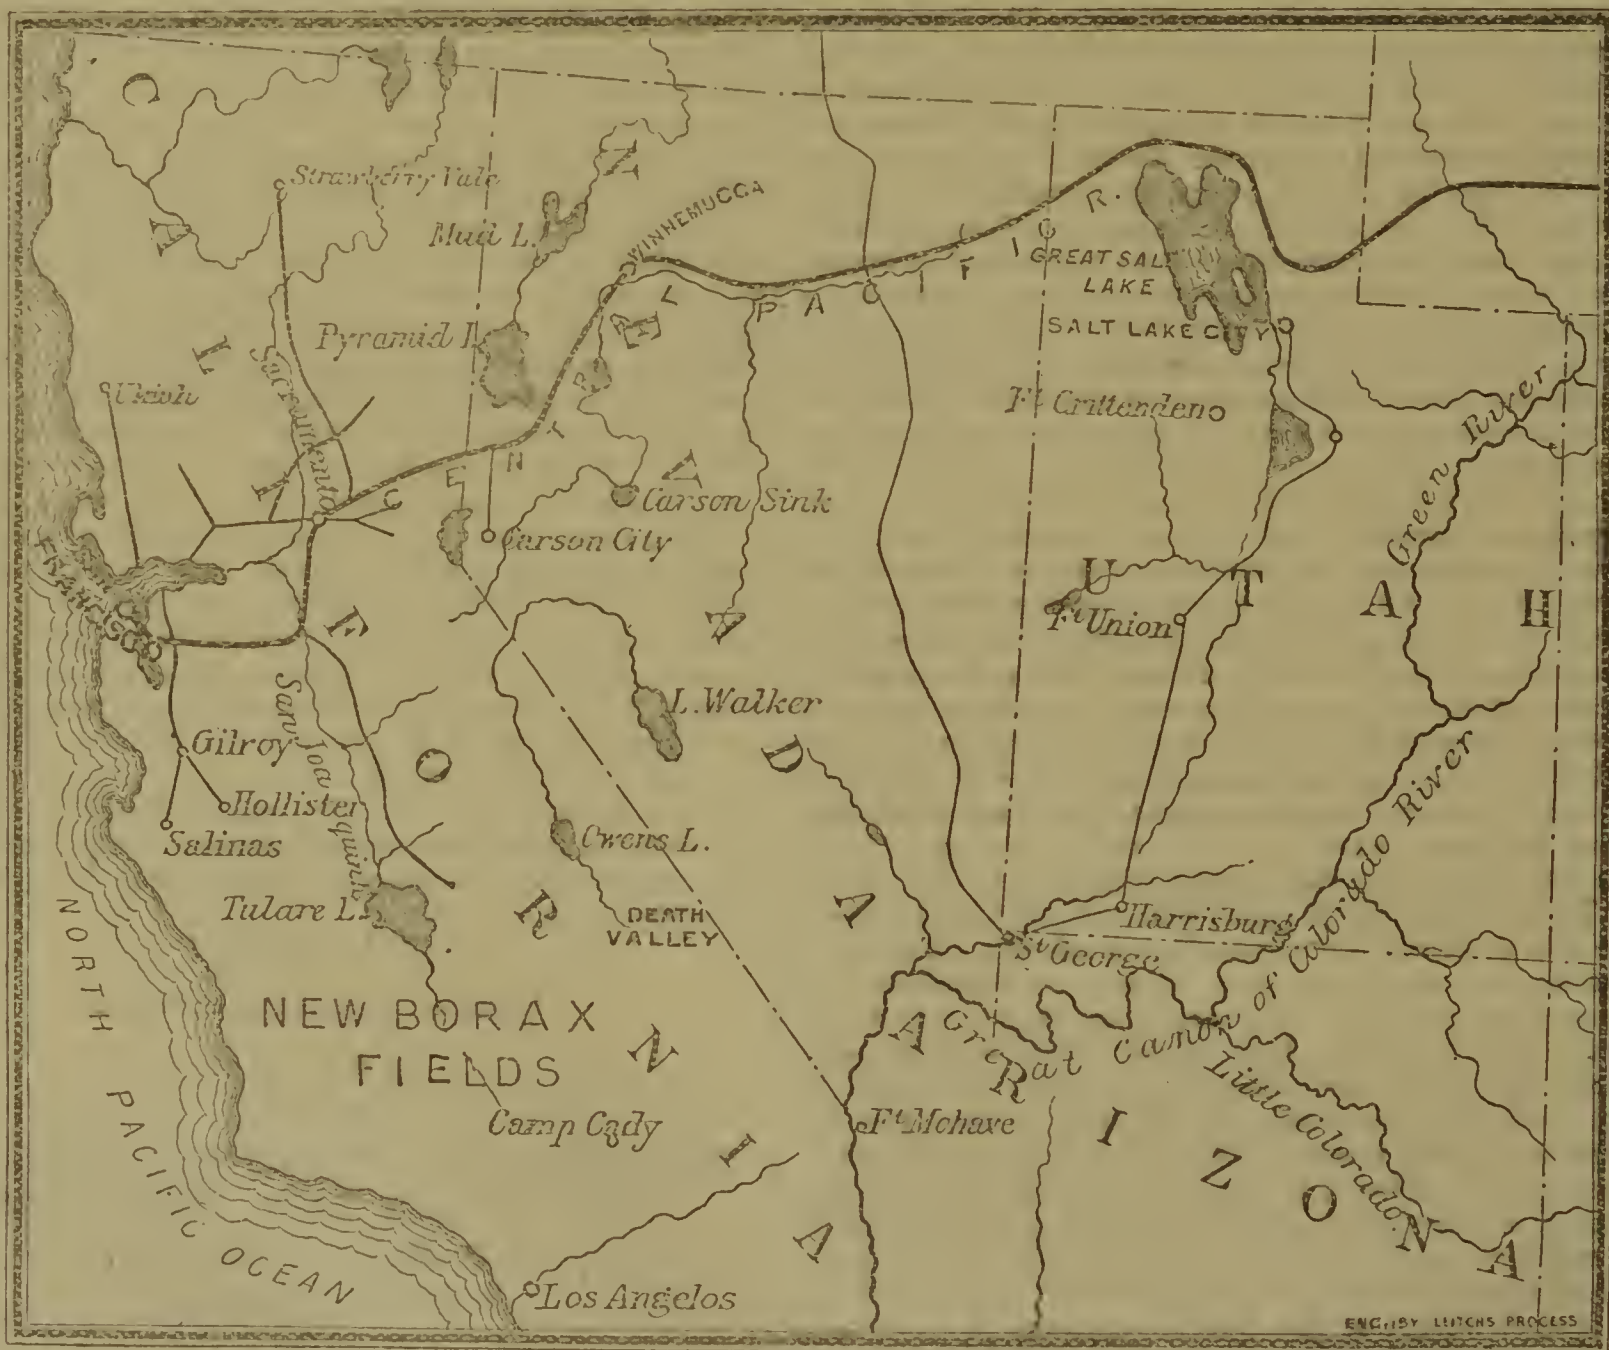 CALIFORNIA
NEVADA
UTAH
ARIZONA
Strawberry Vale
Mud L.
WINNEMUCCA
CENTRAL PACIFIC R.
GREAT SALT
LAKE
SALT LAKE CITY
Pyramid L.
Ukiah
Sacramento
Ft. Crittenden
Green River
Carson Sink
Carson City
Ft Union
FRANCISCO
San Joaquin
L. Walker
Gilroy
Hollister
Salinas
Owens L.
Colorado River
Tulare L.
DEATH
VALLEY
Harrisburg
St George
NEW BORAX
FIELDS
Great Canon of Colorado
Little Colorado
Camp Cady
Ft Mohave
NORTH PACIFIC OCEAN
Los Angelos
PROCESS